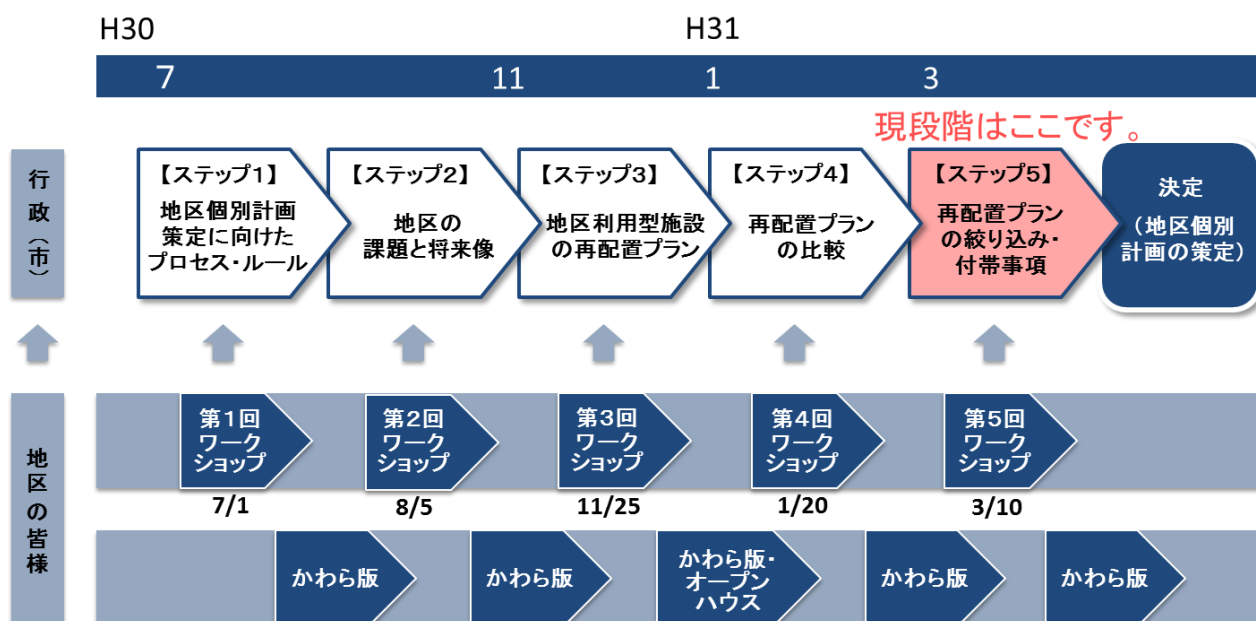 H30
H31
7
11
1
3
現段階はここです。
行政(市)
【ステップ1】
地区個別計画
策定に向けた
プロセス・ルール
【ステップ2】
地区の
課題と将来像
【ステップ3】
地区利用型施設
の再配置プラン
【ステップ4】
再配置プラン
の比較
【ステップ5】
再配置プラン
の絞り込み・
付帯事項
決定
(地区個別
計画の策定)
地区の皆様
第1回
ワーク
ショップ
7/1
第2回
ワーク
ショップ
8/5
第3回
ワーク
ショップ
11/25
第4回
ワーク
ショップ
1/20
第5回
ワーク
ショップ
3/10
かわら版
かわら版
かわら版・
オープン
ハウス
かわら版
かわら版